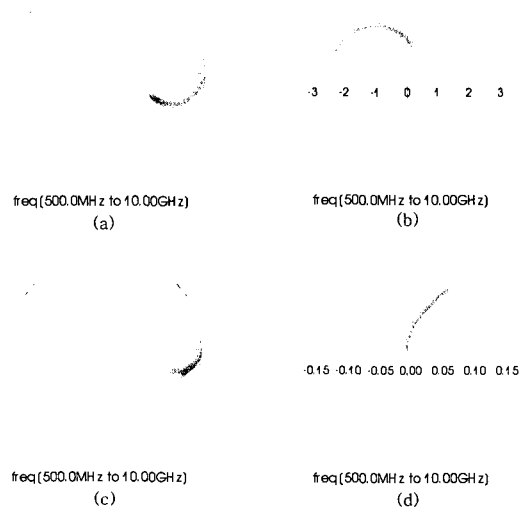 -3 -2 -1 0 1 2 3
freq (500.0MHz to 10.00GHz)
(a)
freq (500.0MHz to 10.00GHz)
(b)
-0.15 -0.10 -0.05 0.00 0.05 0.10 0.15
freq (500.0MHz to 10.00GHz)
(c)
freq (500.0MHz to 10.00GHz)
(d)